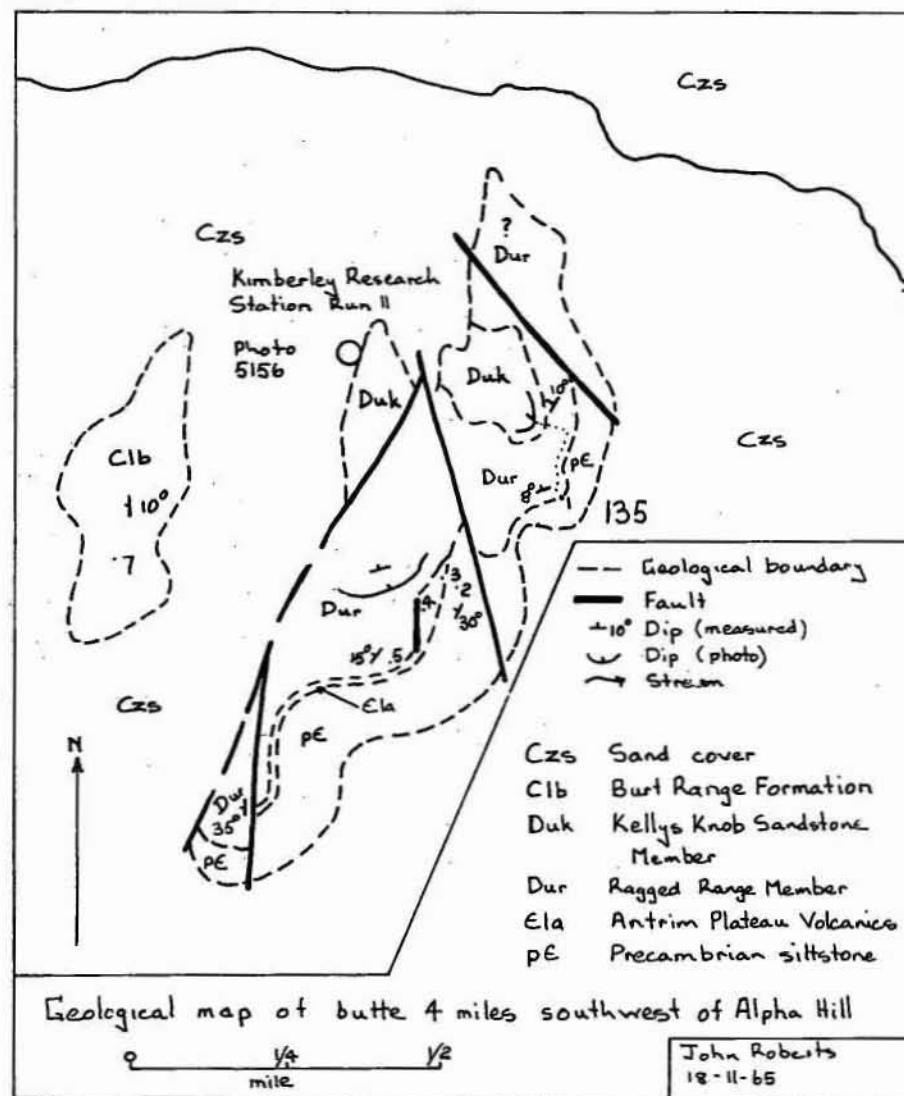 Czs
Czs
Kimberley Research
Station Run 11
Photo
5156
?
Dur
Duk
Duk
10°
Clb
10°
7
Dur
8°
pЄ
Czs
135
Dur
3
2
4
30°
15°
.5
Єla
pЄ
Czs
N
Dur
35°
pЄ
Geological boundary
Fault
10° Dip (measured)
Dip (photo)
Stream
Czs Sand cover
Clb Burt Range Formation
Duk Kellys Knob Sandstone
Member
Dur Ragged Range Member
Єla Antrim Plateau Volcanics
pЄ Precambrian siltstone
Geological map of butte 4 miles southwest of Alpha Hill
0 1/4 1/2
mile
John Roberts
18-11-65